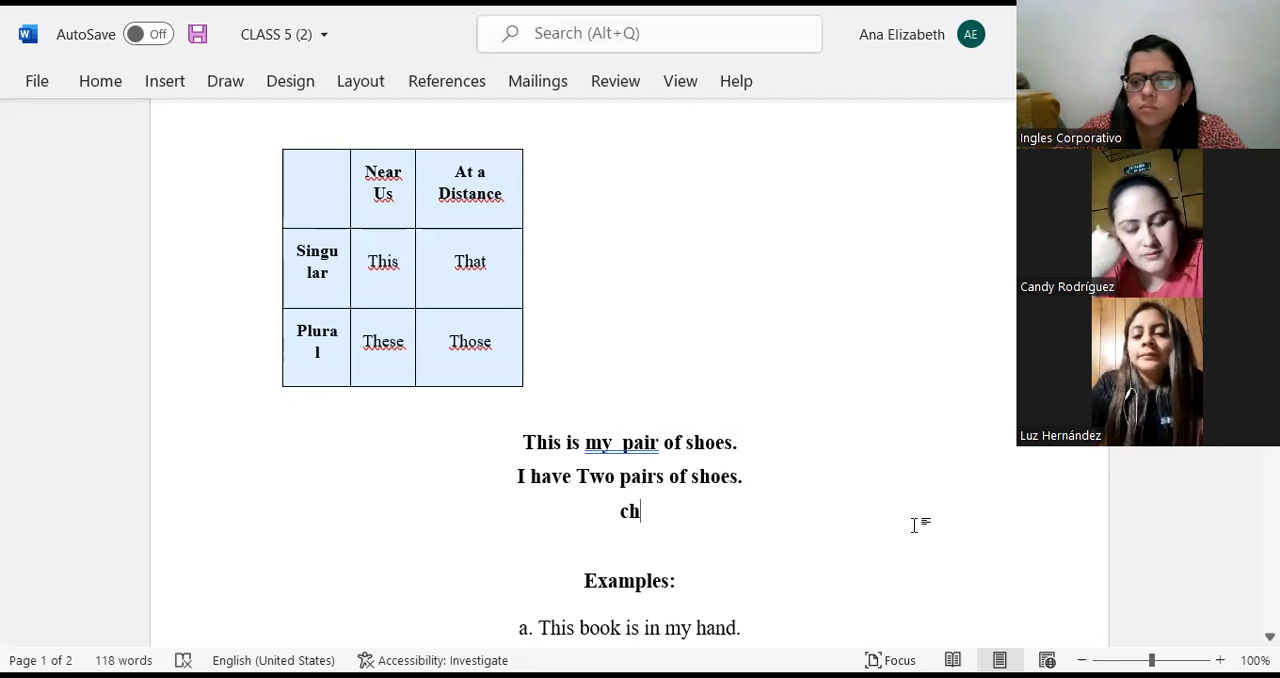 AutoSave Off CLASS 5 (2) Search (Alt+Q) Ana Elizabeth AE
File Home Insert Draw Design Layout References Mailings Review View Help
Near
Us
At a
Distance
Singu
lar
This
That
Plura
l
These
Those
This is my  pair of shoes.
I have Two pairs of shoes.
ch
Examples:
a. This book is in my hand.
Ingles Corporativo
Candy Rodríguez
Luz Hernández
Page 1 of 2 118 words English (United States) Accessibility: Investigate Focus 100%